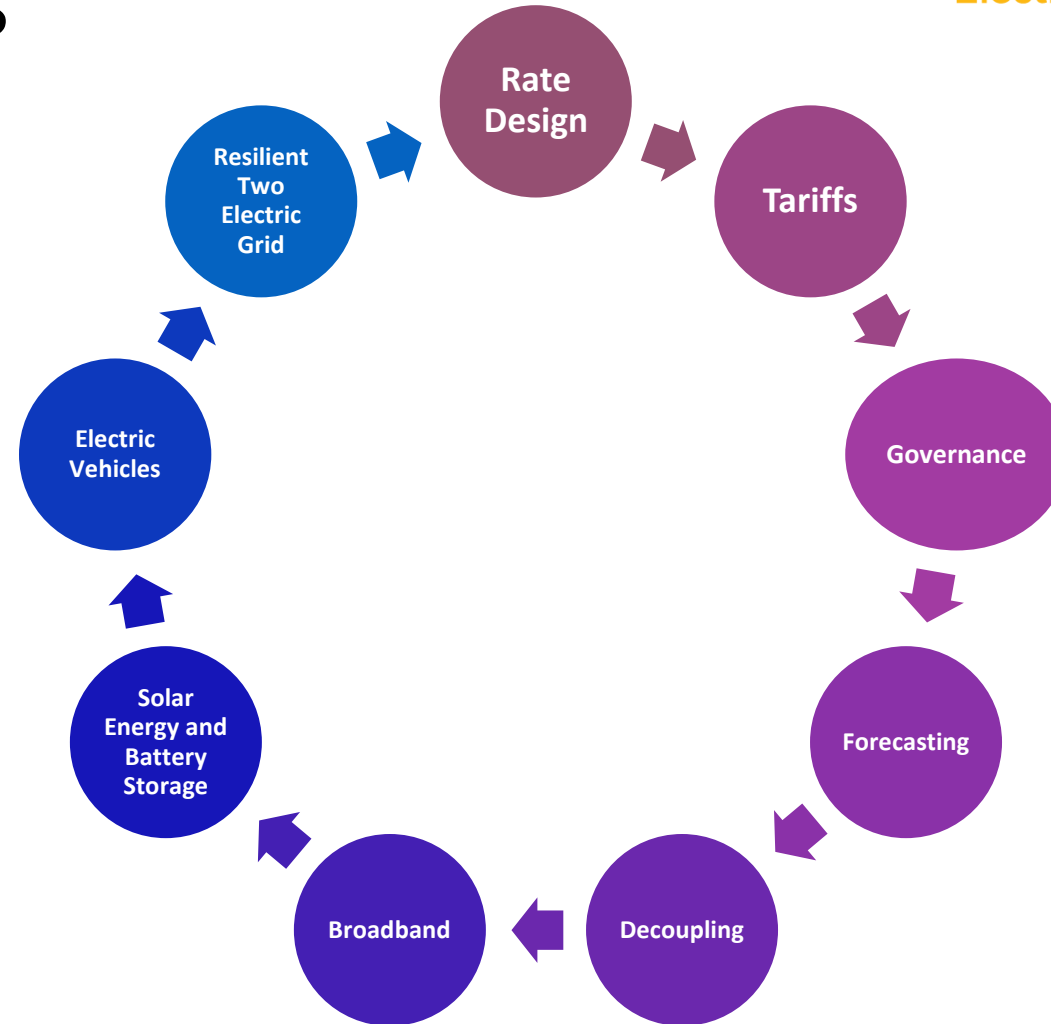 Rate
Design
Tariffs
Governance
Forecasting
Decoupling
Broadband
Solar
Energy and
Battery
Storage
Electric
Vehicles
Resilient
Two
Electric
Grid